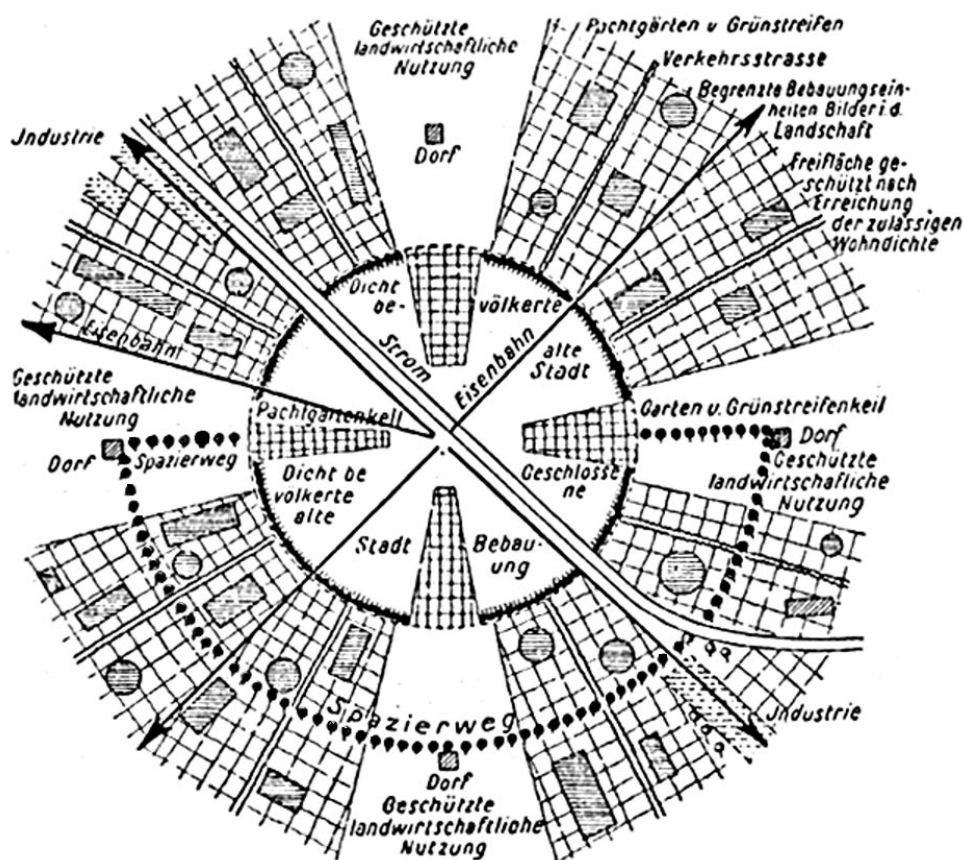 Geschützte
landwirtschaftliche
Nutzung
Pachtgärten u Grünstreifen
Verkehrsstrasse
Begrenzte Bebauungsein-
heiten Bilder i. d.
Landschaft
Jndustrie
Dorf
Freifläche ge-
schützt nach
Erreichung
der zulässigen
Wohndichte
Dicht be-
völkerte
alte
Stadt
Strom
Eisenbahn
Eisenbahn
Geschützte
landwirtschaftliche
Nutzung
Pachtgartenkeil
Garten u. Grünstreifenkeil
Dorf
Spazierweg
Dorf
Geschützte
landwirtschaftliche
Nutzung
Dicht be
völkerte
alte
Stadt
Geschlosse
ne
Bebau-
ung
Spazierweg
Jndustrie
Dorf
Geschützte
landwirtschaftliche
Nutzung